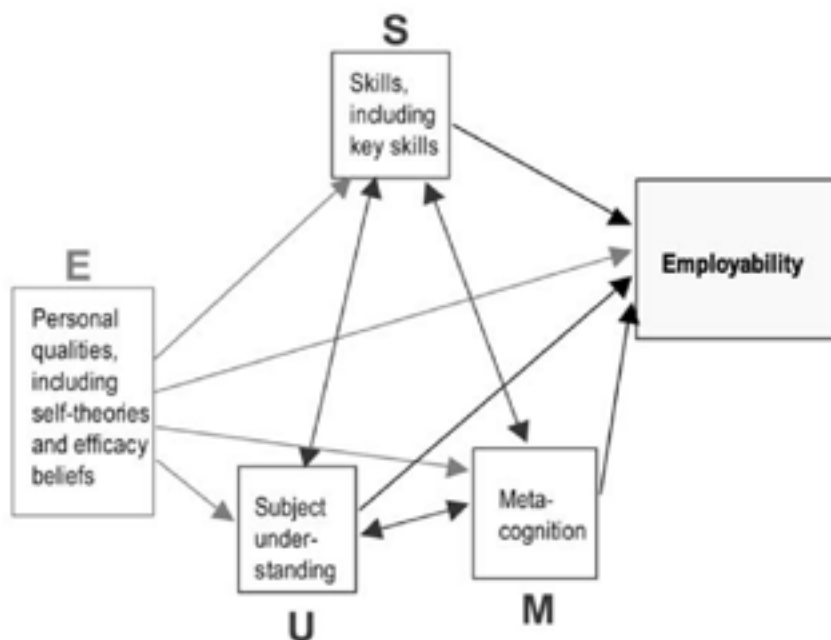 S
Skills,
including
key skills
E
Personal
qualities,
including
self-theories
and efficacy
beliefs
Employability
Subject
under-
standing
U
Meta-
cognition
M